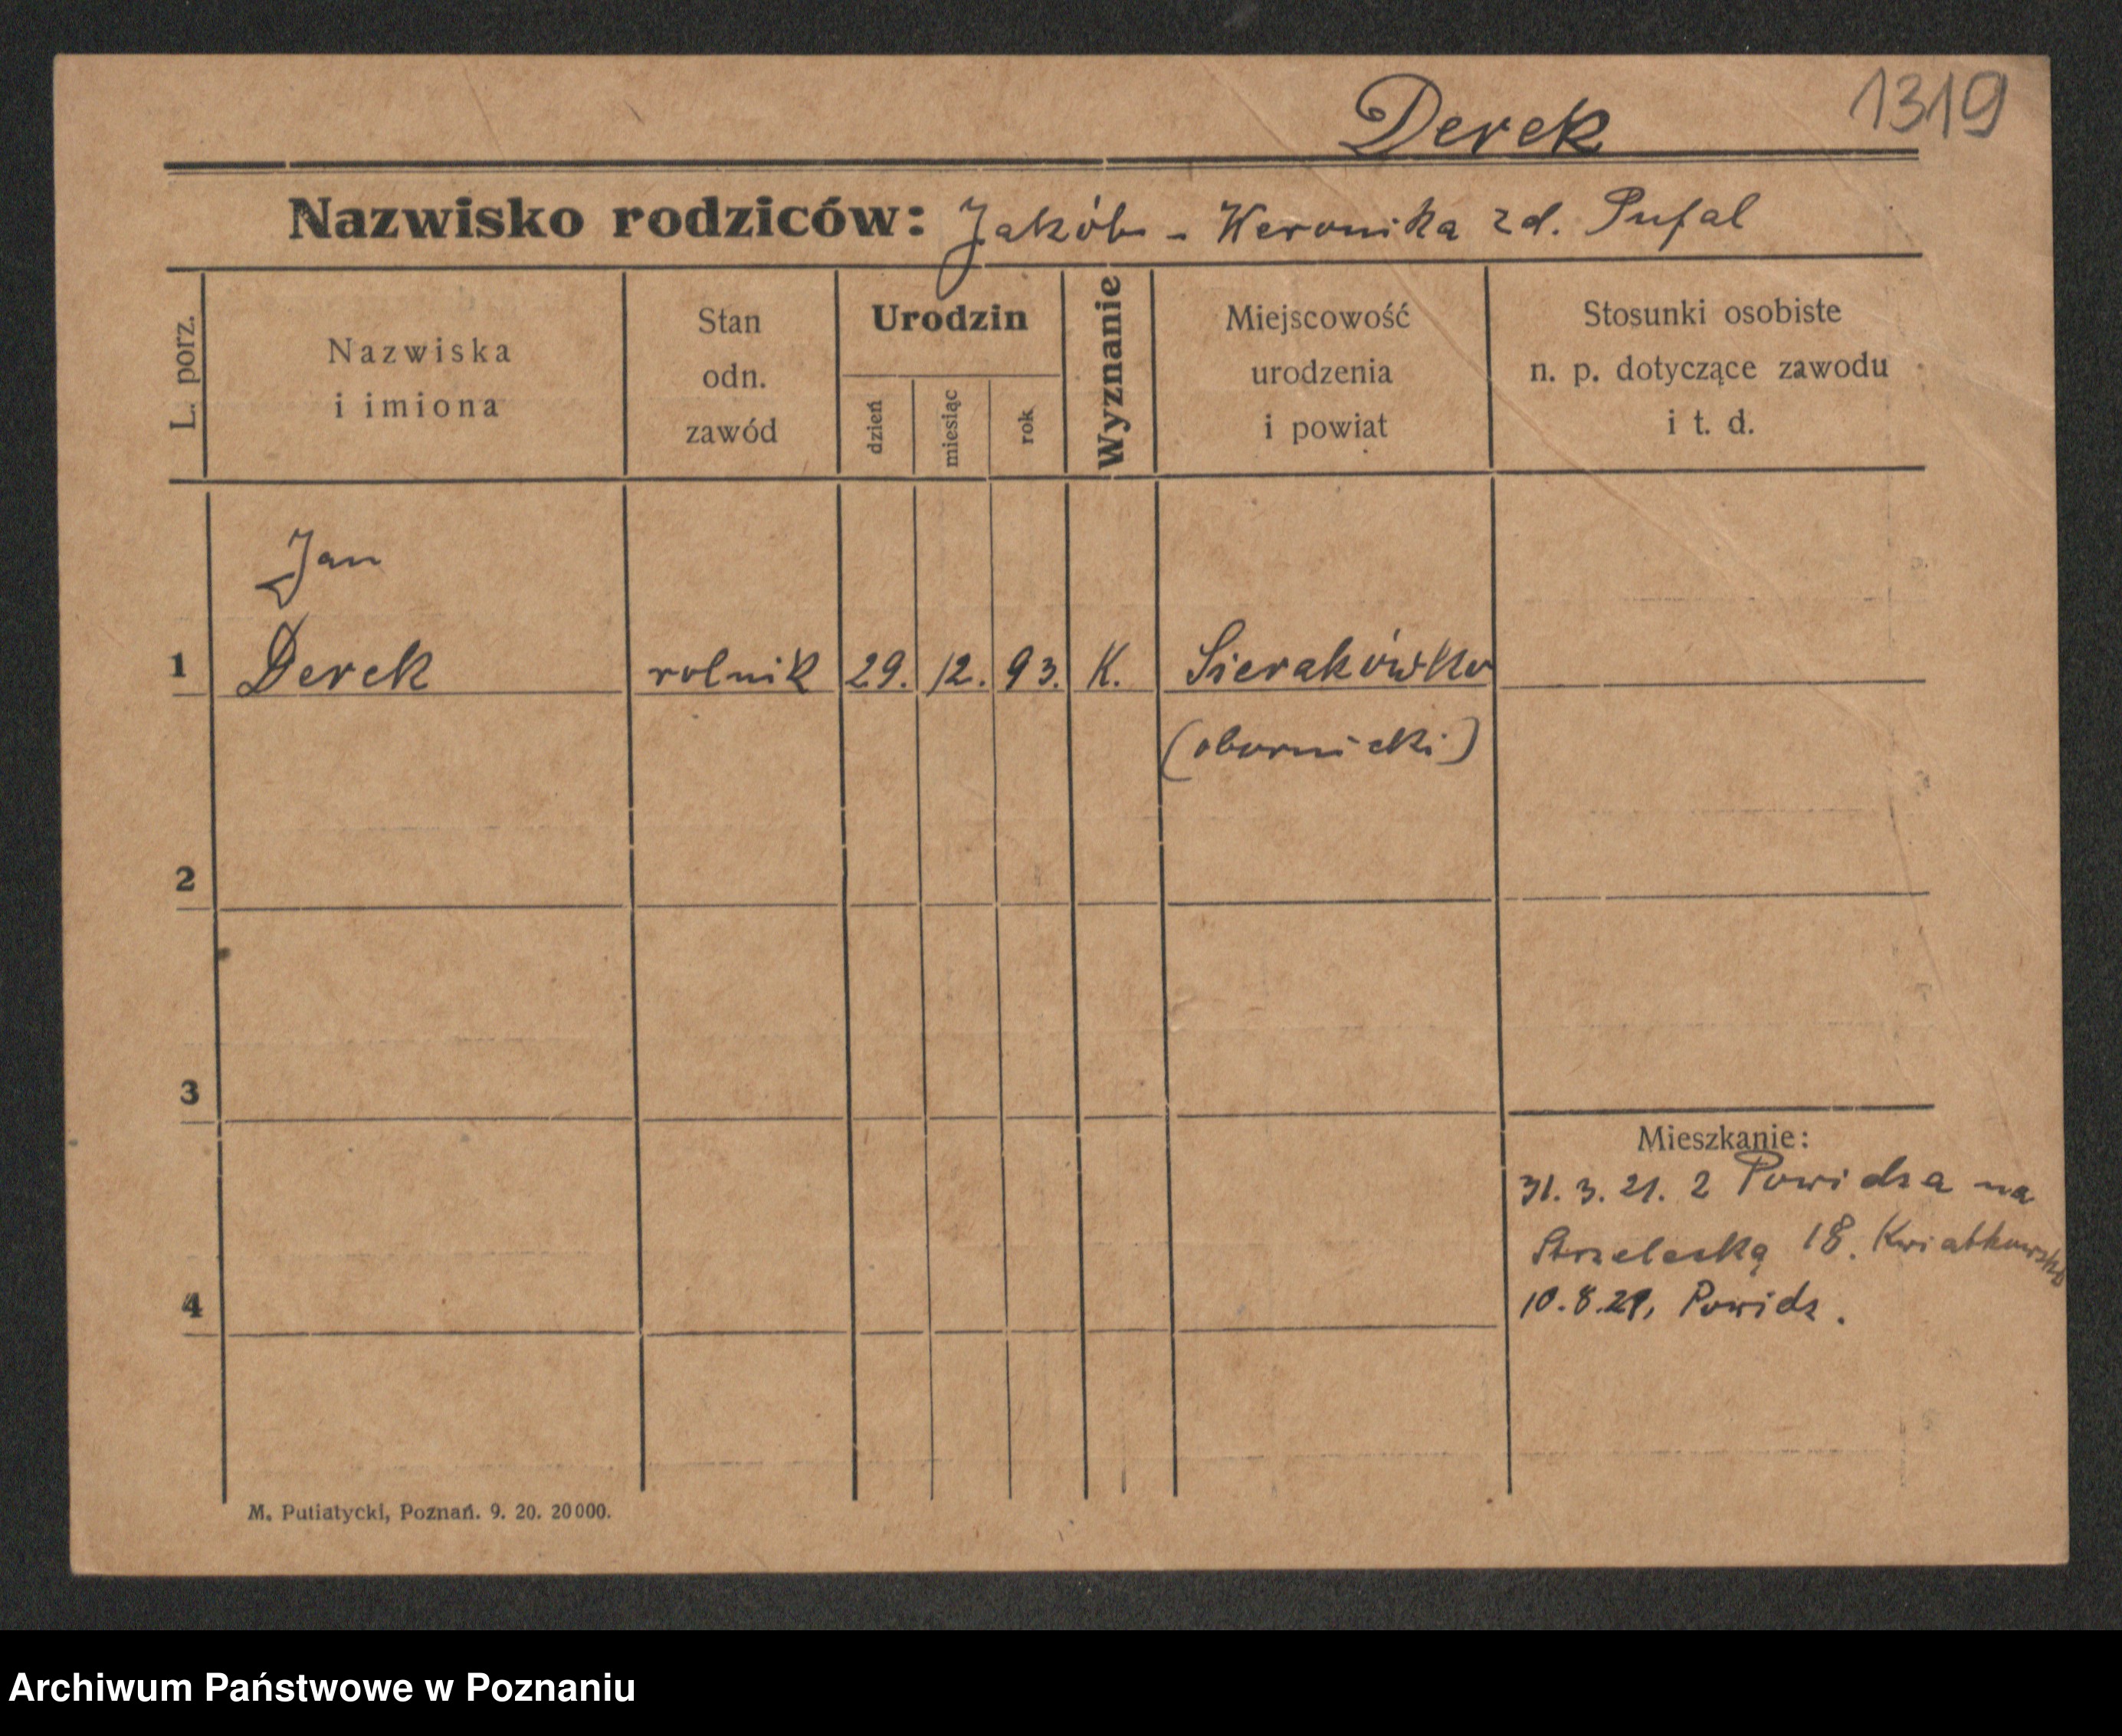 Derek 1319
Nazwisko rodziców: Jakób - Weronika zd. Pufal
L. porz.
Nazwiska
i imiona
Stan
odn.
zawód
Urodzin
dzień miesiąc rok
Wyznanie
Miejscowość
urodzenia
i powiat
Stosunki osobiste
n. p. dotyczące zawodu
i t. d.
Jan
1 Derek rolnik 29. 12. 93. K. Sierakówko
(obornicki)
2
3
Mieszkanie:
31. 3. 21. z Powidza na
Strzelecką 18. Kwiatkowska
10. 8. 21. Powidz.
4
M. Putiatycki, Poznań. 9. 20. 20000.
Archiwum Państwowe w Poznaniu